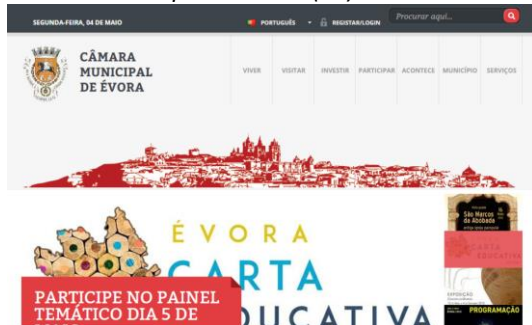 SEGUNDA-FEIRA, 04 DE MAIO
PORTUGUÊS
REGISTAR/LOGIN
Procurar aqui...
CÂMARA
MUNICIPAL
DE ÉVORA
VIVER
VISITAR
INVESTIR
PARTICIPAR
ACONTECE
MUNICÍPIO
SERVIÇOS
ÉVORA
CARTA
EDUCATIVA
PARTICIPE NO PAINEL
TEMÁTICO DIA 5 DE
São Marcos
da Abóbada
CARTA
EDUCATIVA
EXPOSIÇÃO
PROGRAMAÇÃO